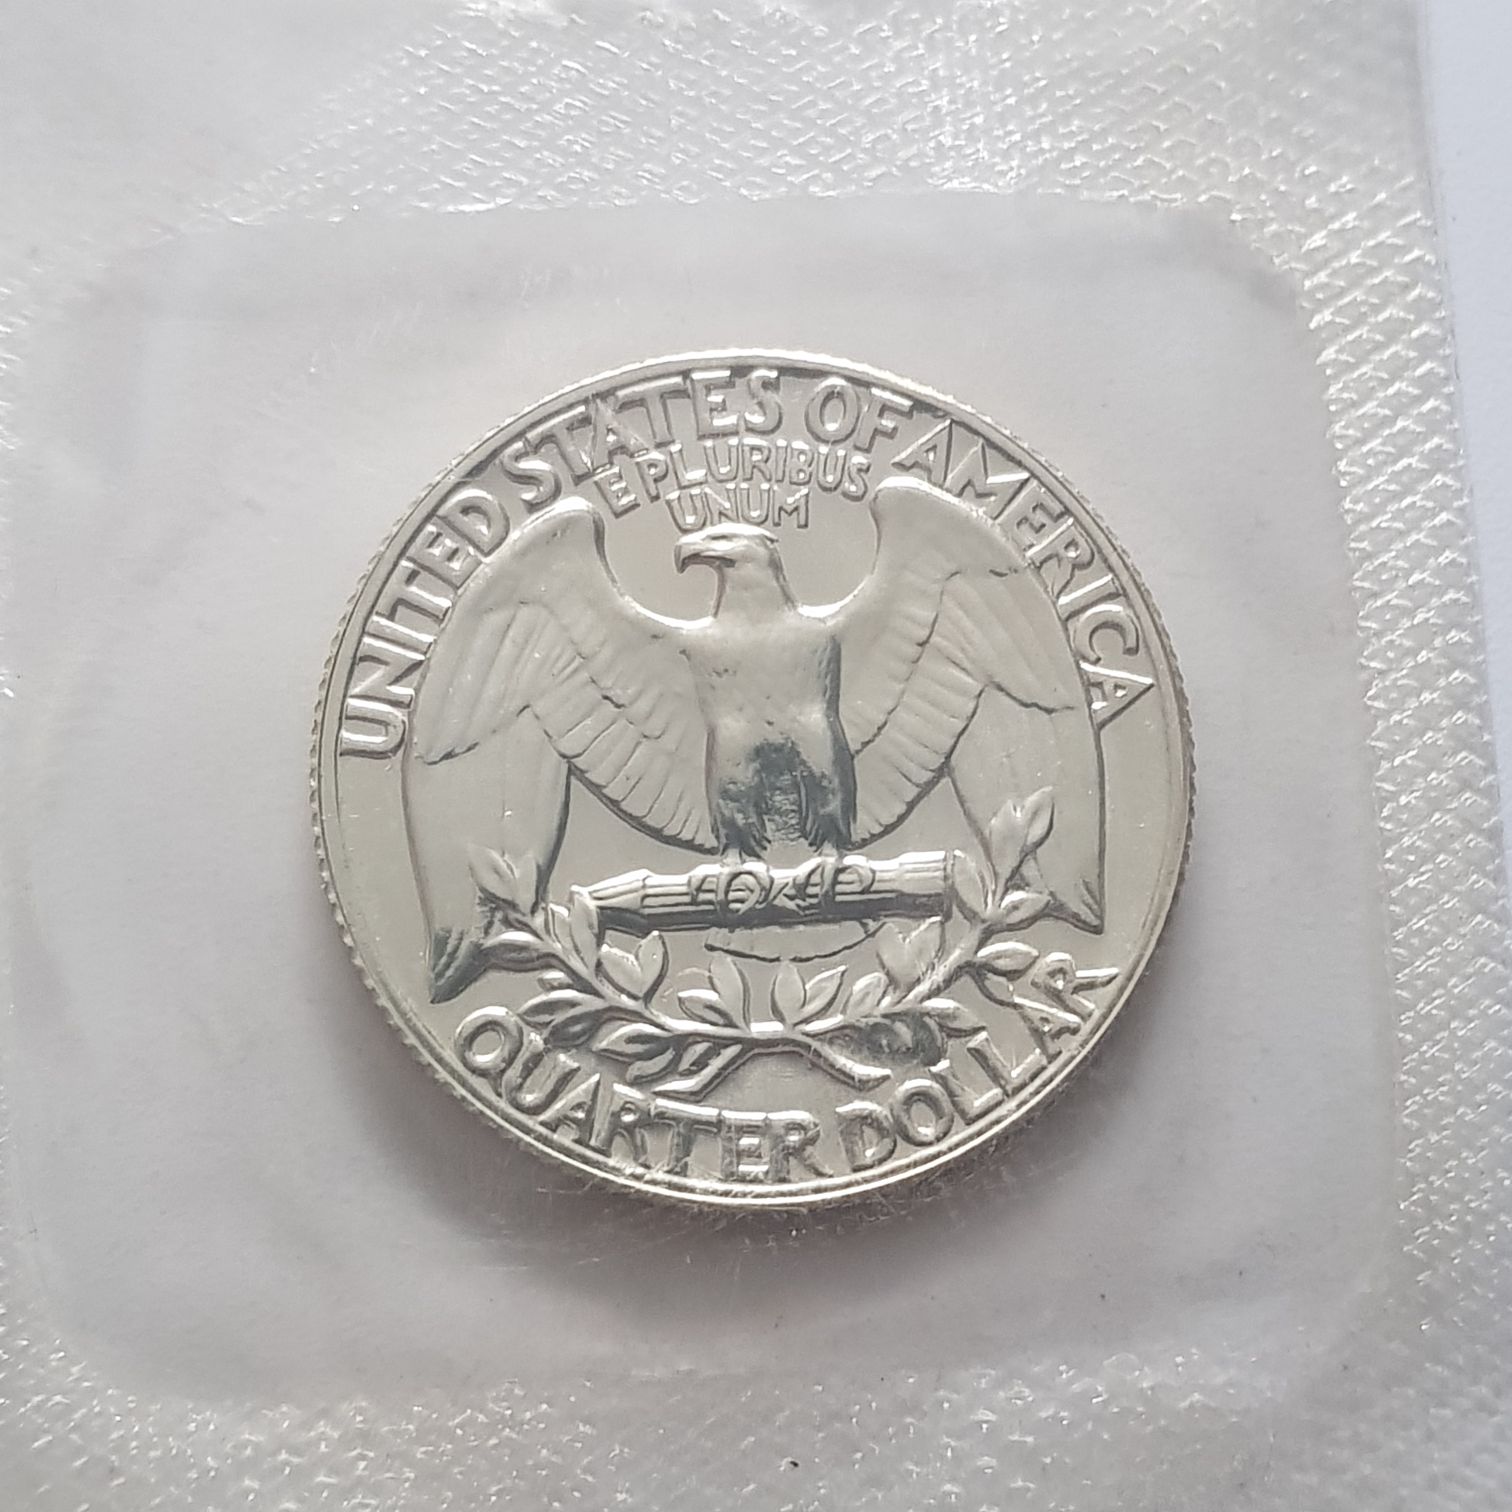 UNITED STATES OF AMERICA
E PLURIBUS
UNUM
QUARTER DOLLAR